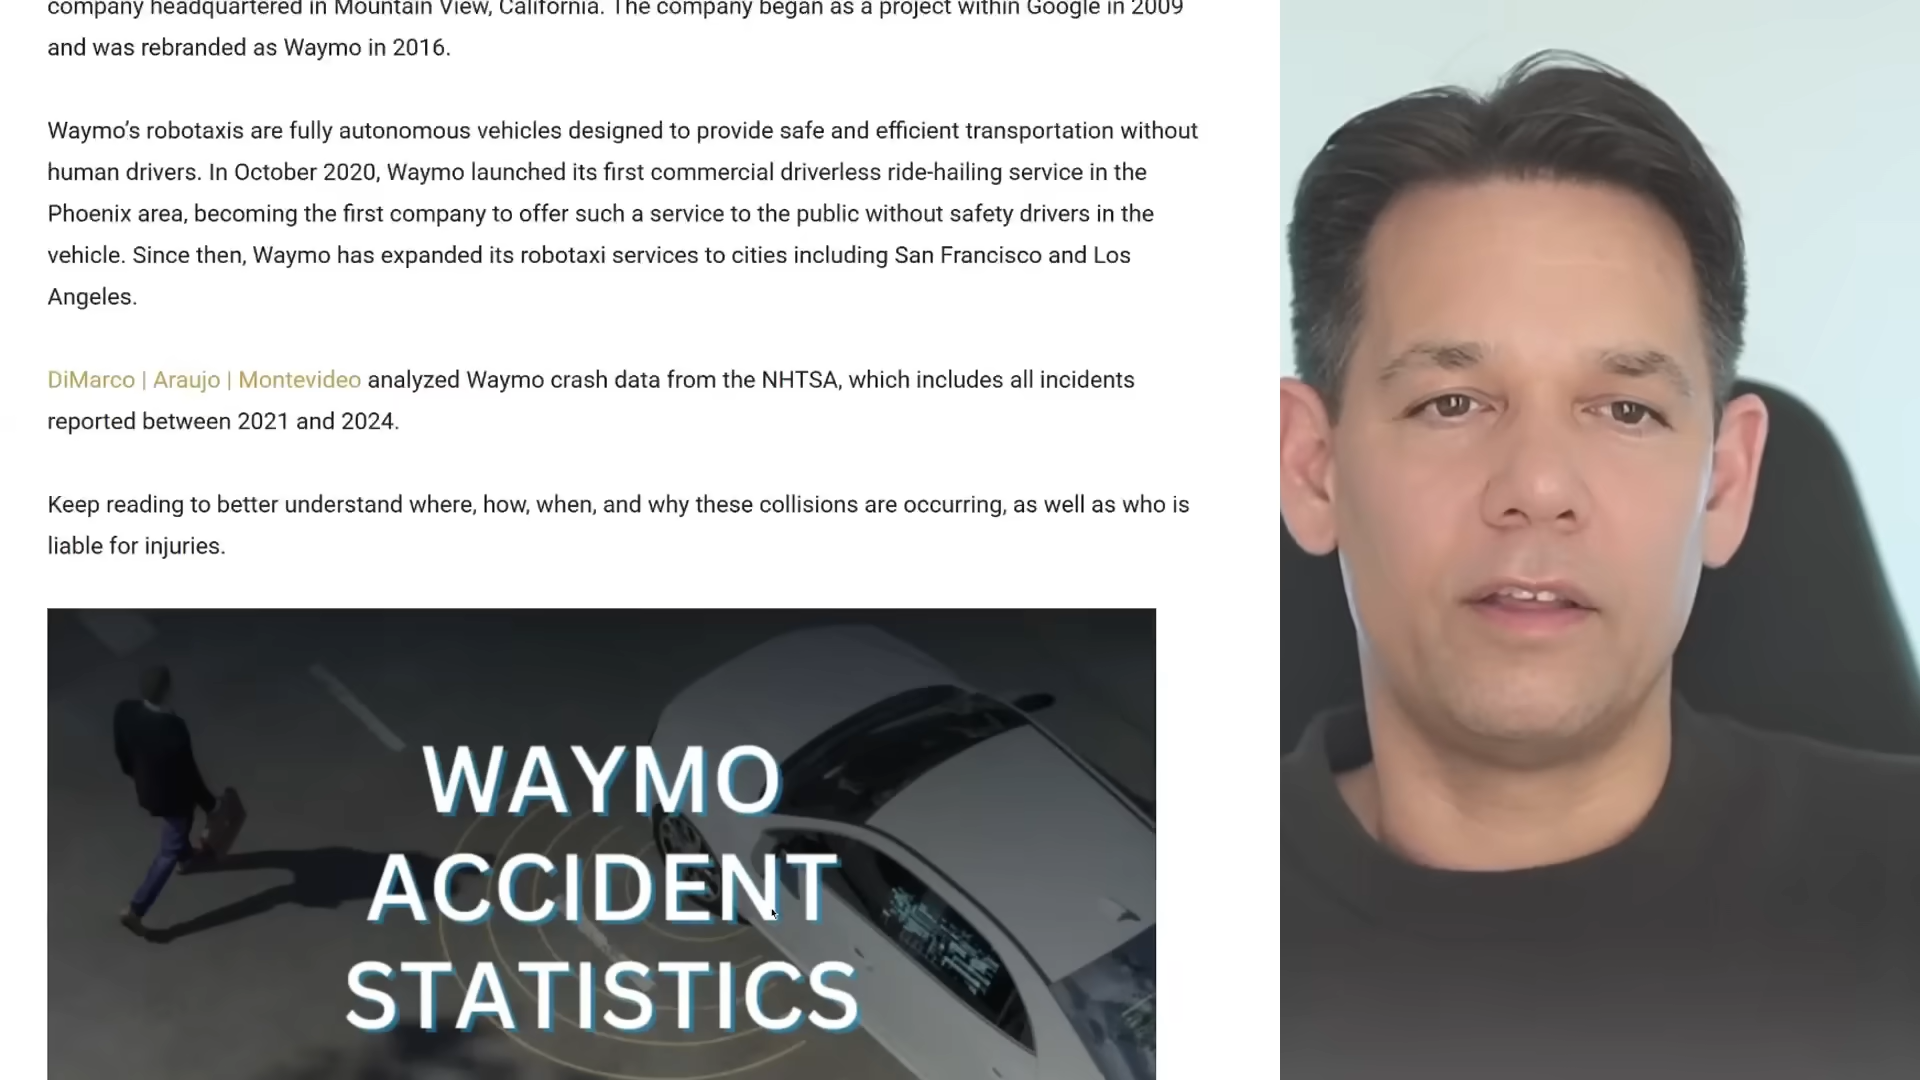 company headquartered in Mountain View, California. The company began as a project within Google in 2009
and was rebranded as Waymo in 2016.
Waymo’s robotaxis are fully autonomous vehicles designed to provide safe and efficient transportation without
human drivers. In October 2020, Waymo launched its first commercial driverless ride-hailing service in the
Phoenix area, becoming the first company to offer such a service to the public without safety drivers in the
vehicle. Since then, Waymo has expanded its robotaxi services to cities including San Francisco and Los
Angeles.
DiMarco | Araujo | Montevideo analyzed Waymo crash data from the NHTSA, which includes all incidents
reported between 2021 and 2024.
Keep reading to better understand where, how, when, and why these collisions are occurring, as well as who is
liable for injuries.
WAYMO
ACCIDENT
STATISTICS